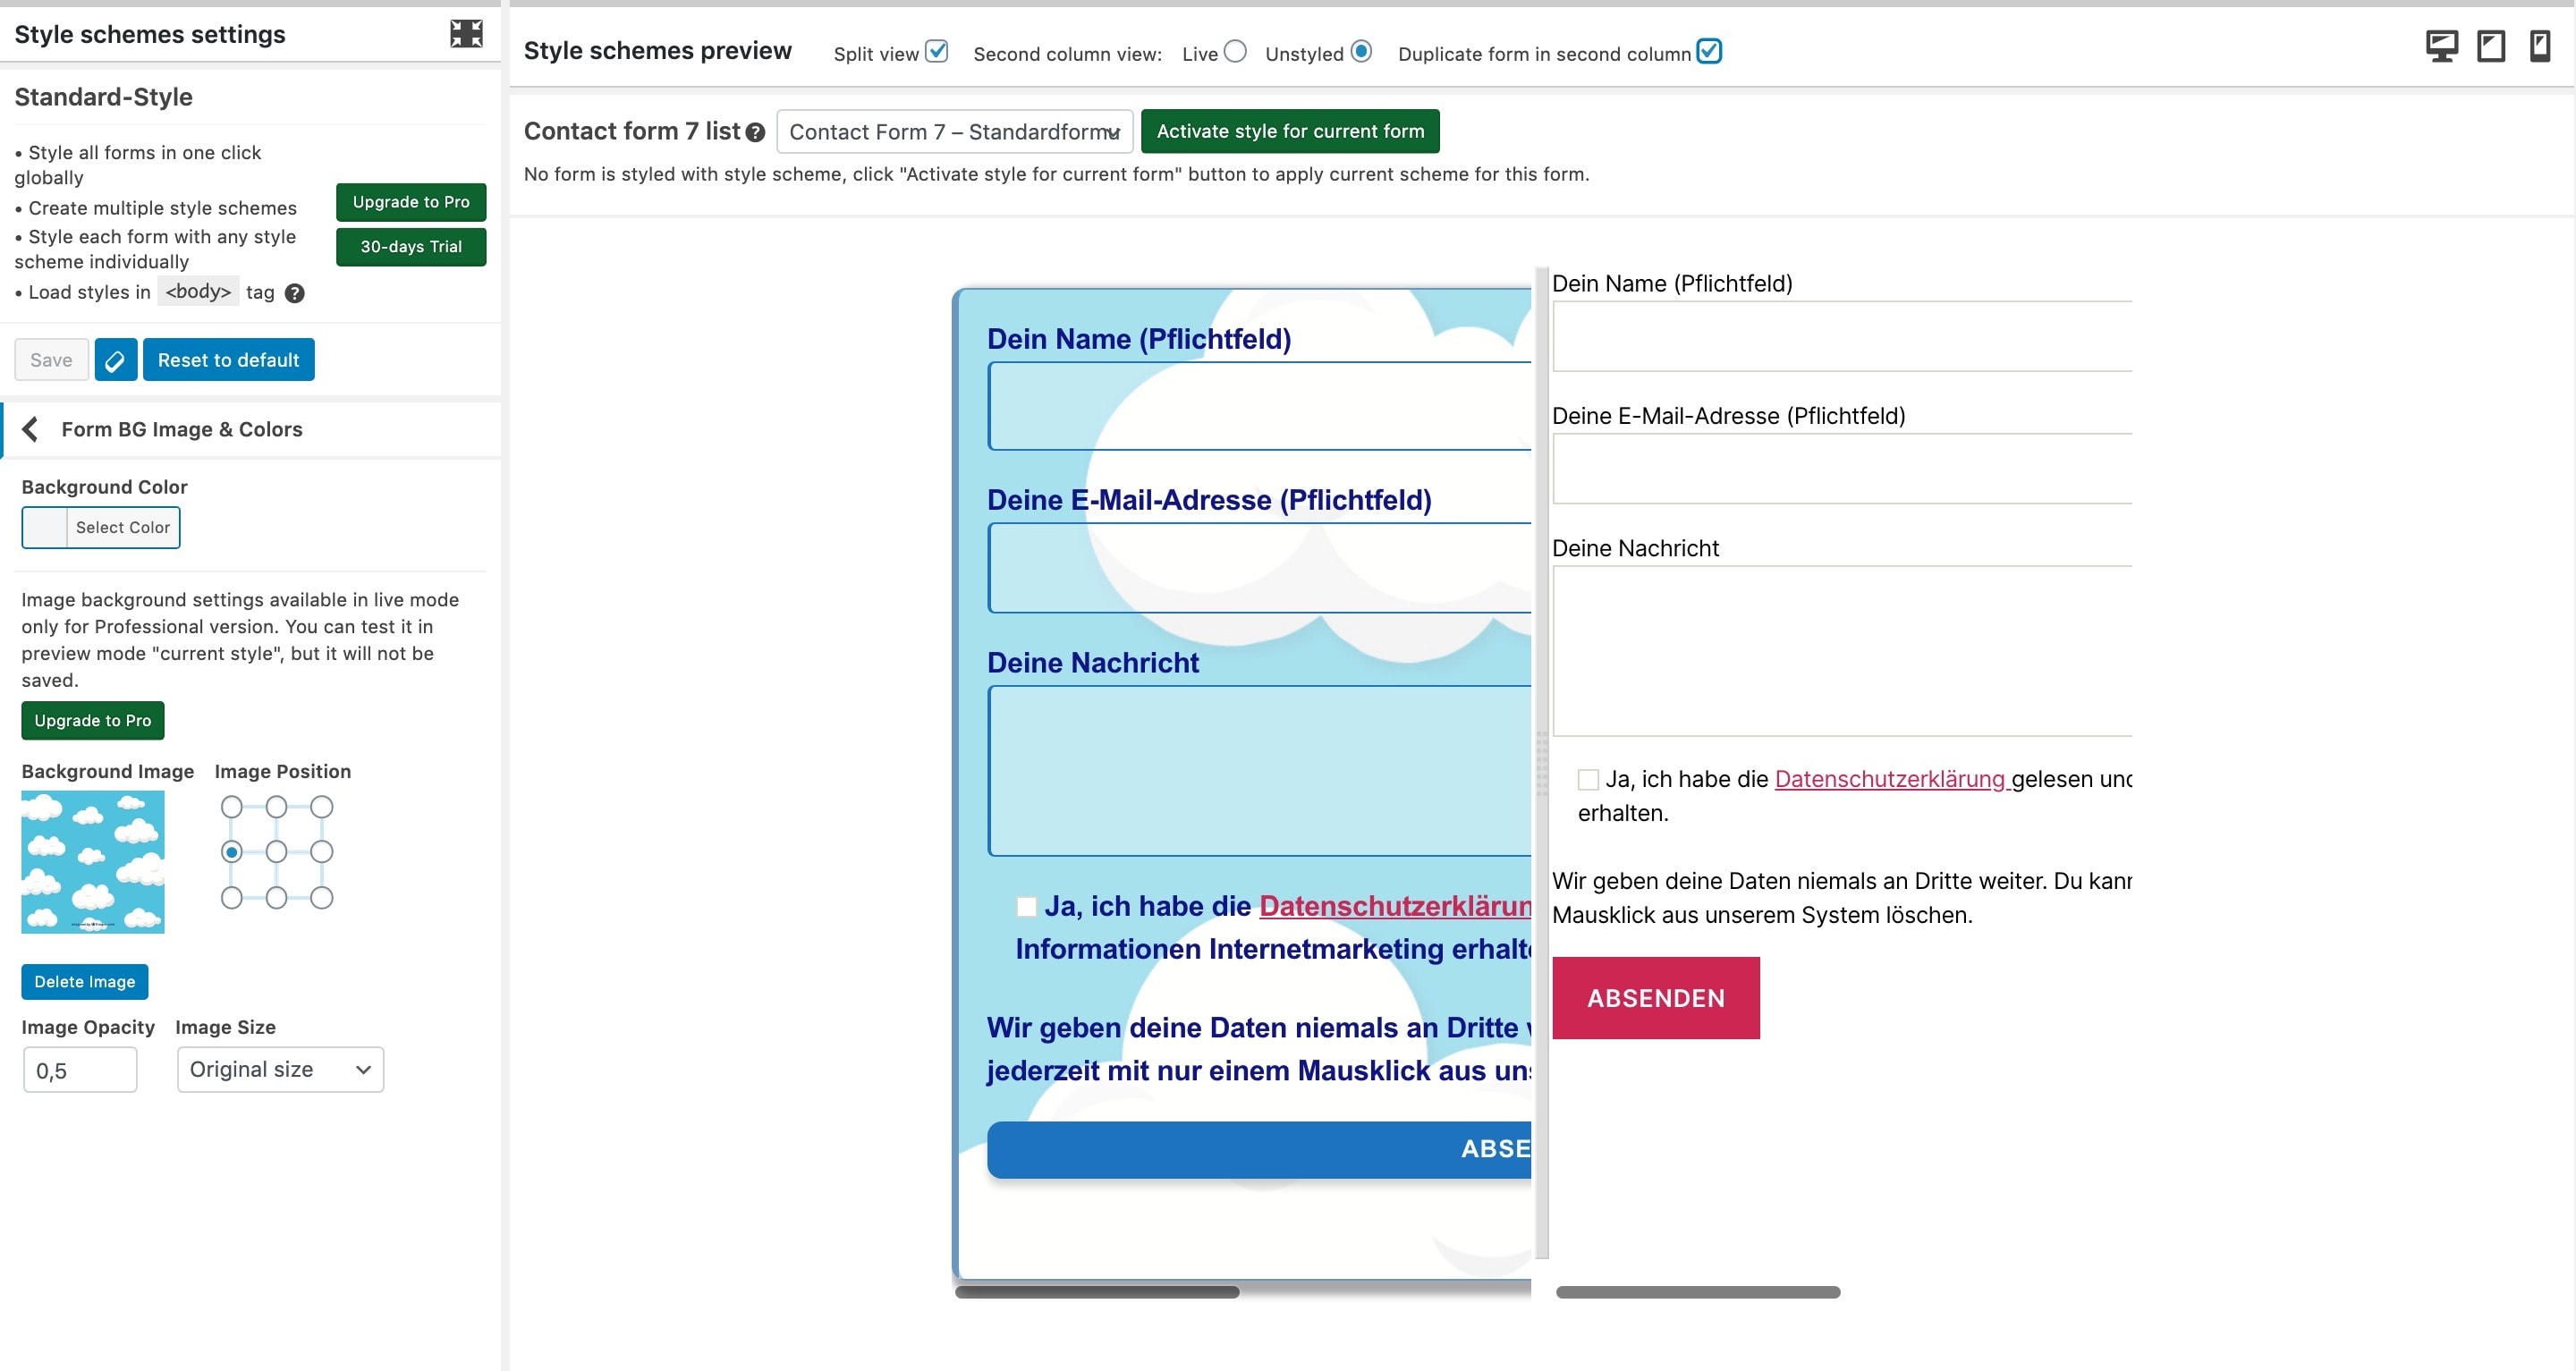 Style schemes settings
Standard-Style
• Style all forms in one click
globally
• Create multiple style schemes
• Style each form with any style
scheme individually
• Load styles in <body> tag ?
Upgrade to Pro
30-days Trial
Save
Reset to default
Form BG Image & Colors
Background Color
Select Color
Image background settings available in live mode
only for Professional version. You can test it in
preview mode "current style", but it will not be
saved.
Upgrade to Pro
Background Image Image Position
Delete Image
Image Opacity Image Size
0,5 Original size
Style schemes preview Split view Second column view: Live Unstyled Duplicate form in second column
Contact form 7 list ? Contact Form 7 – Standardformu Activate style for current form
No form is styled with style scheme, click "Activate style for current form" button to apply current scheme for this form.
Dein Name (Pflichtfeld)
Deine E-Mail-Adresse (Pflichtfeld)
Deine Nachricht
Ja, ich habe die Datenschutzerklärun
Informationen Internetmarketing erhalte
Wir geben deine Daten niemals an Dritte
jederzeit mit nur einem Mausklick aus uns
ABSE
Dein Name (Pflichtfeld)
Deine E-Mail-Adresse (Pflichtfeld)
Deine Nachricht
Ja, ich habe die Datenschutzerklärung gelesen und
erhalten.
Wir geben deine Daten niemals an Dritte weiter. Du kann
Mausklick aus unserem System löschen.
ABSENDEN